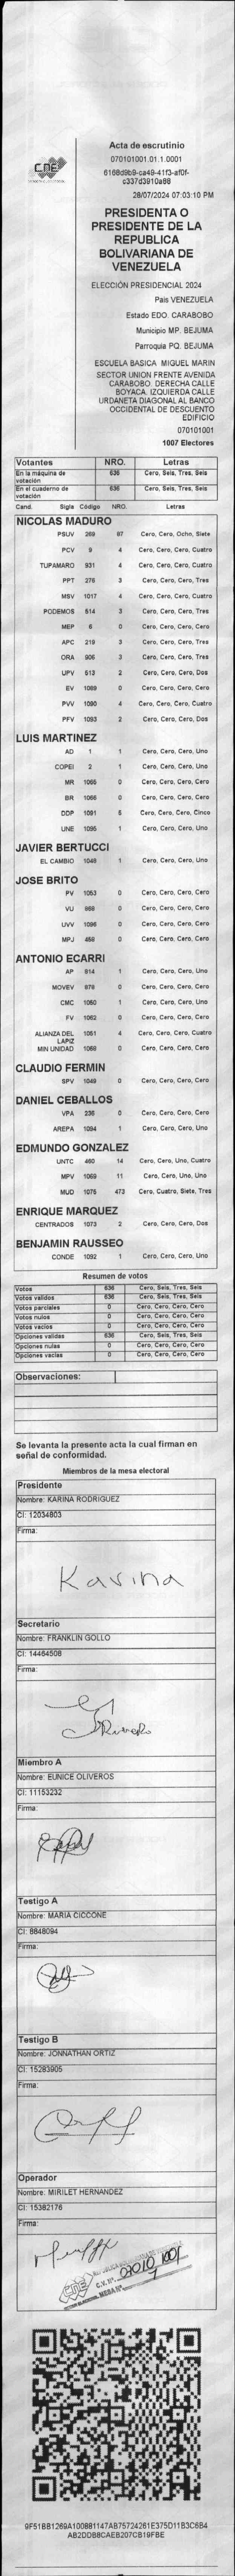 CNE
Acta de escrutinio
070101001.01.1.0001
6168d9b9-ca49-41f3-af0f-
c337d3910a88
28/07/2024 07:03:10 PM
PRESIDENTA O
PRESIDENTE DE LA
REPUBLICA
BOLIVARIANA DE
VENEZUELA
ELECCIÓN PRESIDENCIAL 2024
Pais VENEZUELA
Estado EDO. CARABOBO
Municipio MP. BEJUMA
Parroquia PQ. BEJUMA
ESCUELA BASICA MIGUEL MARIN
SECTOR UNION FRENTE AVENIDA
CARABOBO. DERECHA CALLE
BOYACA. IZQUIERDA CALLE
URDANETA DIAGONAL AL BANCO
OCCIDENTAL DE DESCUENTO
EDIFICIO
070101001
1007 Electores
Votantes NRO. Letras
En la máquina de votación 636 Cero, Seis, Tres, Seis
En el cuaderno de votación 636 Cero, Seis, Tres, Seis
Cand. Sigla Código NRO. Letras
NICOLAS MADURO
PSUV 269 87 Cero, Cero, Ocho, Siete
PCV 9 4 Cero, Cero, Cero, Cuatro
TUPAMARO 931 4 Cero, Cero, Cero, Cuatro
PPT 276 3 Cero, Cero, Cero, Tres
MSV 1017 4 Cero, Cero, Cero, Cuatro
PODEMOS 514 3 Cero, Cero, Cero, Tres
MEP 6 0 Cero, Cero, Cero, Cero
APC 219 3 Cero, Cero, Cero, Tres
ORA 906 3 Cero, Cero, Cero, Tres
UPV 513 2 Cero, Cero, Cero, Dos
EV 1089 0 Cero, Cero, Cero, Cero
PVV 1090 4 Cero, Cero, Cero, Cuatro
PFV 1093 2 Cero, Cero, Cero, Dos
LUIS MARTINEZ
AD 1 1 Cero, Cero, Cero, Uno
COPEI 2 1 Cero, Cero, Cero, Uno
MR 1065 0 Cero, Cero, Cero, Cero
BR 1066 0 Cero, Cero, Cero, Cero
DDP 1091 5 Cero, Cero, Cero, Cinco
UNE 1095 1 Cero, Cero, Cero, Uno
JAVIER BERTUCCI
EL CAMBIO 1048 1 Cero, Cero, Cero, Uno
JOSE BRITO
PV 1053 0 Cero, Cero, Cero, Cero
VU 868 0 Cero, Cero, Cero, Cero
UVV 1096 0 Cero, Cero, Cero, Cero
MPJ 458 0 Cero, Cero, Cero, Cero
ANTONIO ECARRI
AP 814 1 Cero, Cero, Cero, Uno
MOVEV 878 0 Cero, Cero, Cero, Cero
CMC 1050 1 Cero, Cero, Cero, Uno
FV 1062 0 Cero, Cero, Cero, Cero
ALIANZA DEL LAPIZ 1051 4 Cero, Cero, Cero, Cuatro
MIN UNIDAD 1068 0 Cero, Cero, Cero, Cero
CLAUDIO FERMIN
SPV 1049 0 Cero, Cero, Cero, Cero
DANIEL CEBALLOS
VPA 236 0 Cero, Cero, Cero, Cero
AREPA 1094 1 Cero, Cero, Cero, Uno
EDMUNDO GONZALEZ
UNTC 460 14 Cero, Cero, Uno, Cuatro
MPV 1069 11 Cero, Cero, Uno, Uno
MUD 1075 473 Cero, Cuatro, Siete, Tres
ENRIQUE MARQUEZ
CENTRADOS 1073 2 Cero, Cero, Cero, Dos
BENJAMIN RAUSSEO
CONDE 1092 1 Cero, Cero, Cero, Uno
Resumen de votos
Votos 636 Cero, Seis, Tres, Seis
Votos validos 636 Cero, Seis, Tres, Seis
Votos parciales 0 Cero, Cero, Cero, Cero
Votos nulos 0 Cero, Cero, Cero, Cero
Votos vacios 0 Cero, Cero, Cero, Cero
Opciones validas 636 Cero, Seis, Tres, Seis
Opciones nulas 0 Cero, Cero, Cero, Cero
Opciones vacias 0 Cero, Cero, Cero, Cero
Observaciones:
Se levanta la presente acta la cual firman en
señal de conformidad.
Miembros de la mesa electoral
Presidente
Nombre: KARINA RODRIGUEZ
CI: 12034803
Firma:
Karina
Secretario
Nombre: FRANKLIN GOLLO
CI: 14464508
Firma:
Miembro A
Nombre: EUNICE OLIVEROS
CI: 11153232
Firma:
Testigo A
Nombre: MARIA CICCONE
CI: 8848094
Firma:
Testigo B
Nombre: JONNATHAN ORTIZ
CI: 15283905
Firma:
Operador
Nombre: MIRILET HERNANDEZ
CI: 15382176
Firma:
CNE
C.V. Nº. 07010 1001
MESA Nº 1
9F51BB1269A100881147AB75724261E375D11B3C6B4
AB2DDB8CAEB207CB19FBE